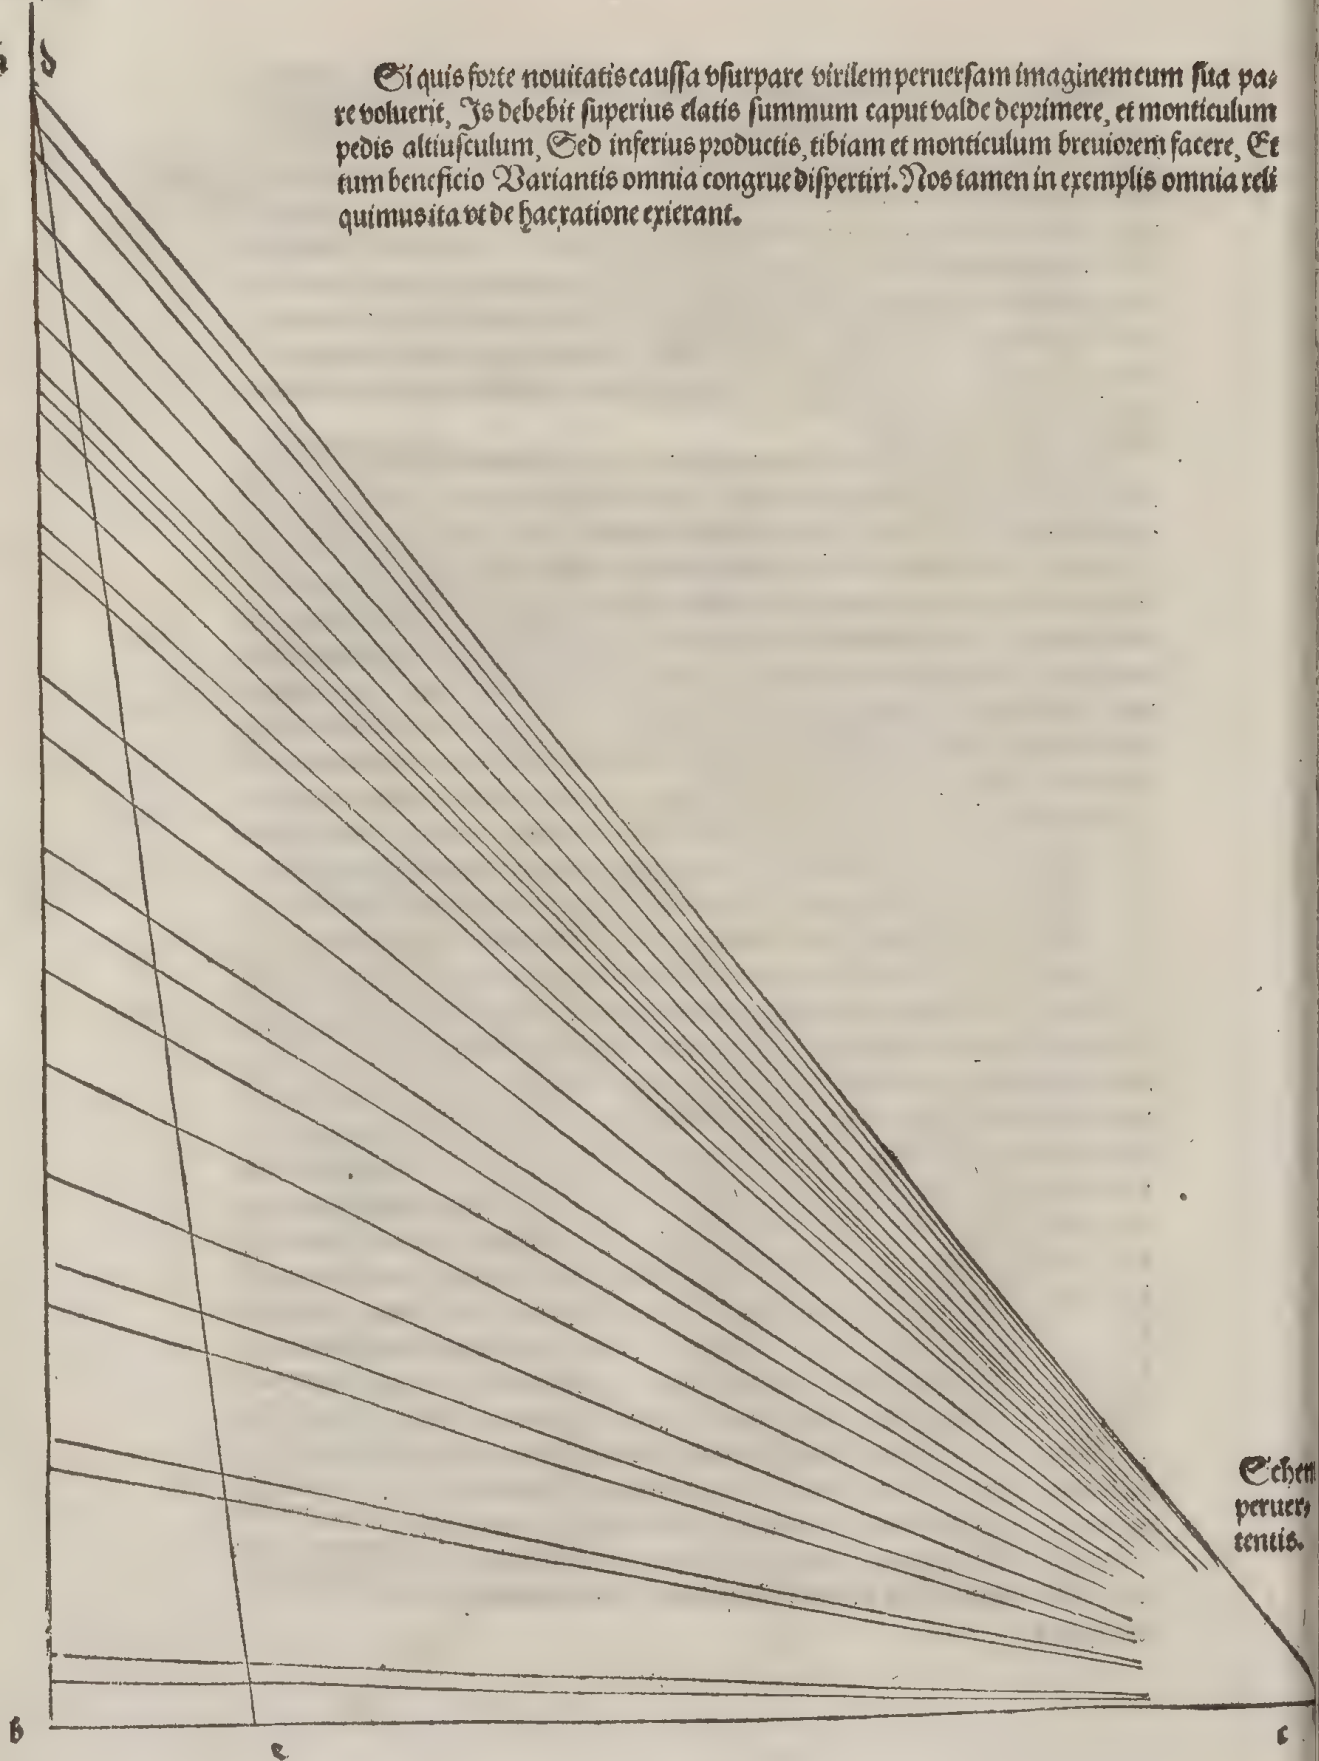 d
Si quis forte nouitatis caussa vsurpare virilem peruersam imaginem cum sua pa-
re voluerit, Is debebit superius elatis summum caput valde deprimere, et monticulum
pedis altiusculum, Sed inferius productis, tibiam et monticulum breuiorem facere, Et
tum beneficio Variantis omnia congrue dispertiri. Nos tamen in exemplis omnia reli
quimus ita vt de hac ratione exierant.
Schem
peruer-
tentis.
b
e
c